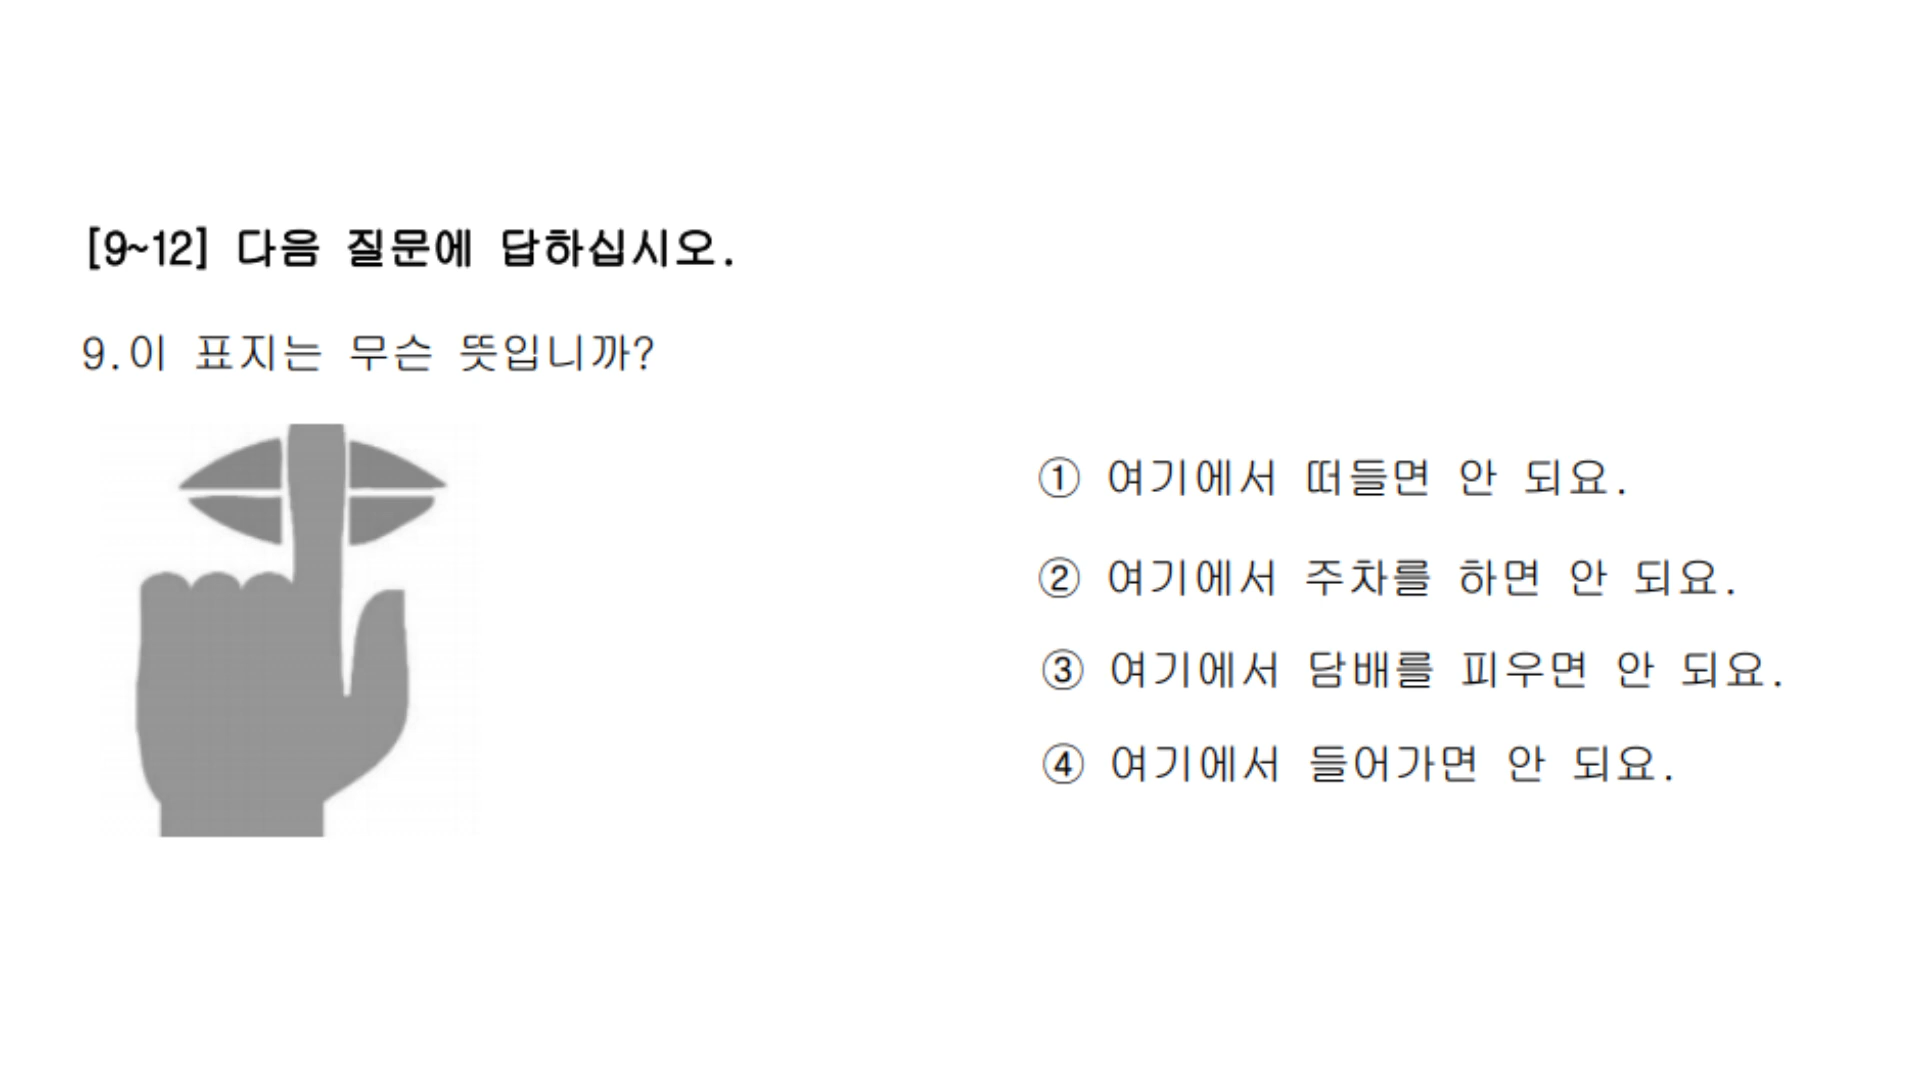 [9~12] 다음 질문에 답하십시오.
9.이 표지는 무슨 뜻입니까?
① 여기에서 떠들면 안 되요.
② 여기에서 주차를 하면 안 되요.
③ 여기에서 담배를 피우면 안 되요.
④ 여기에서 들어가면 안 되요.